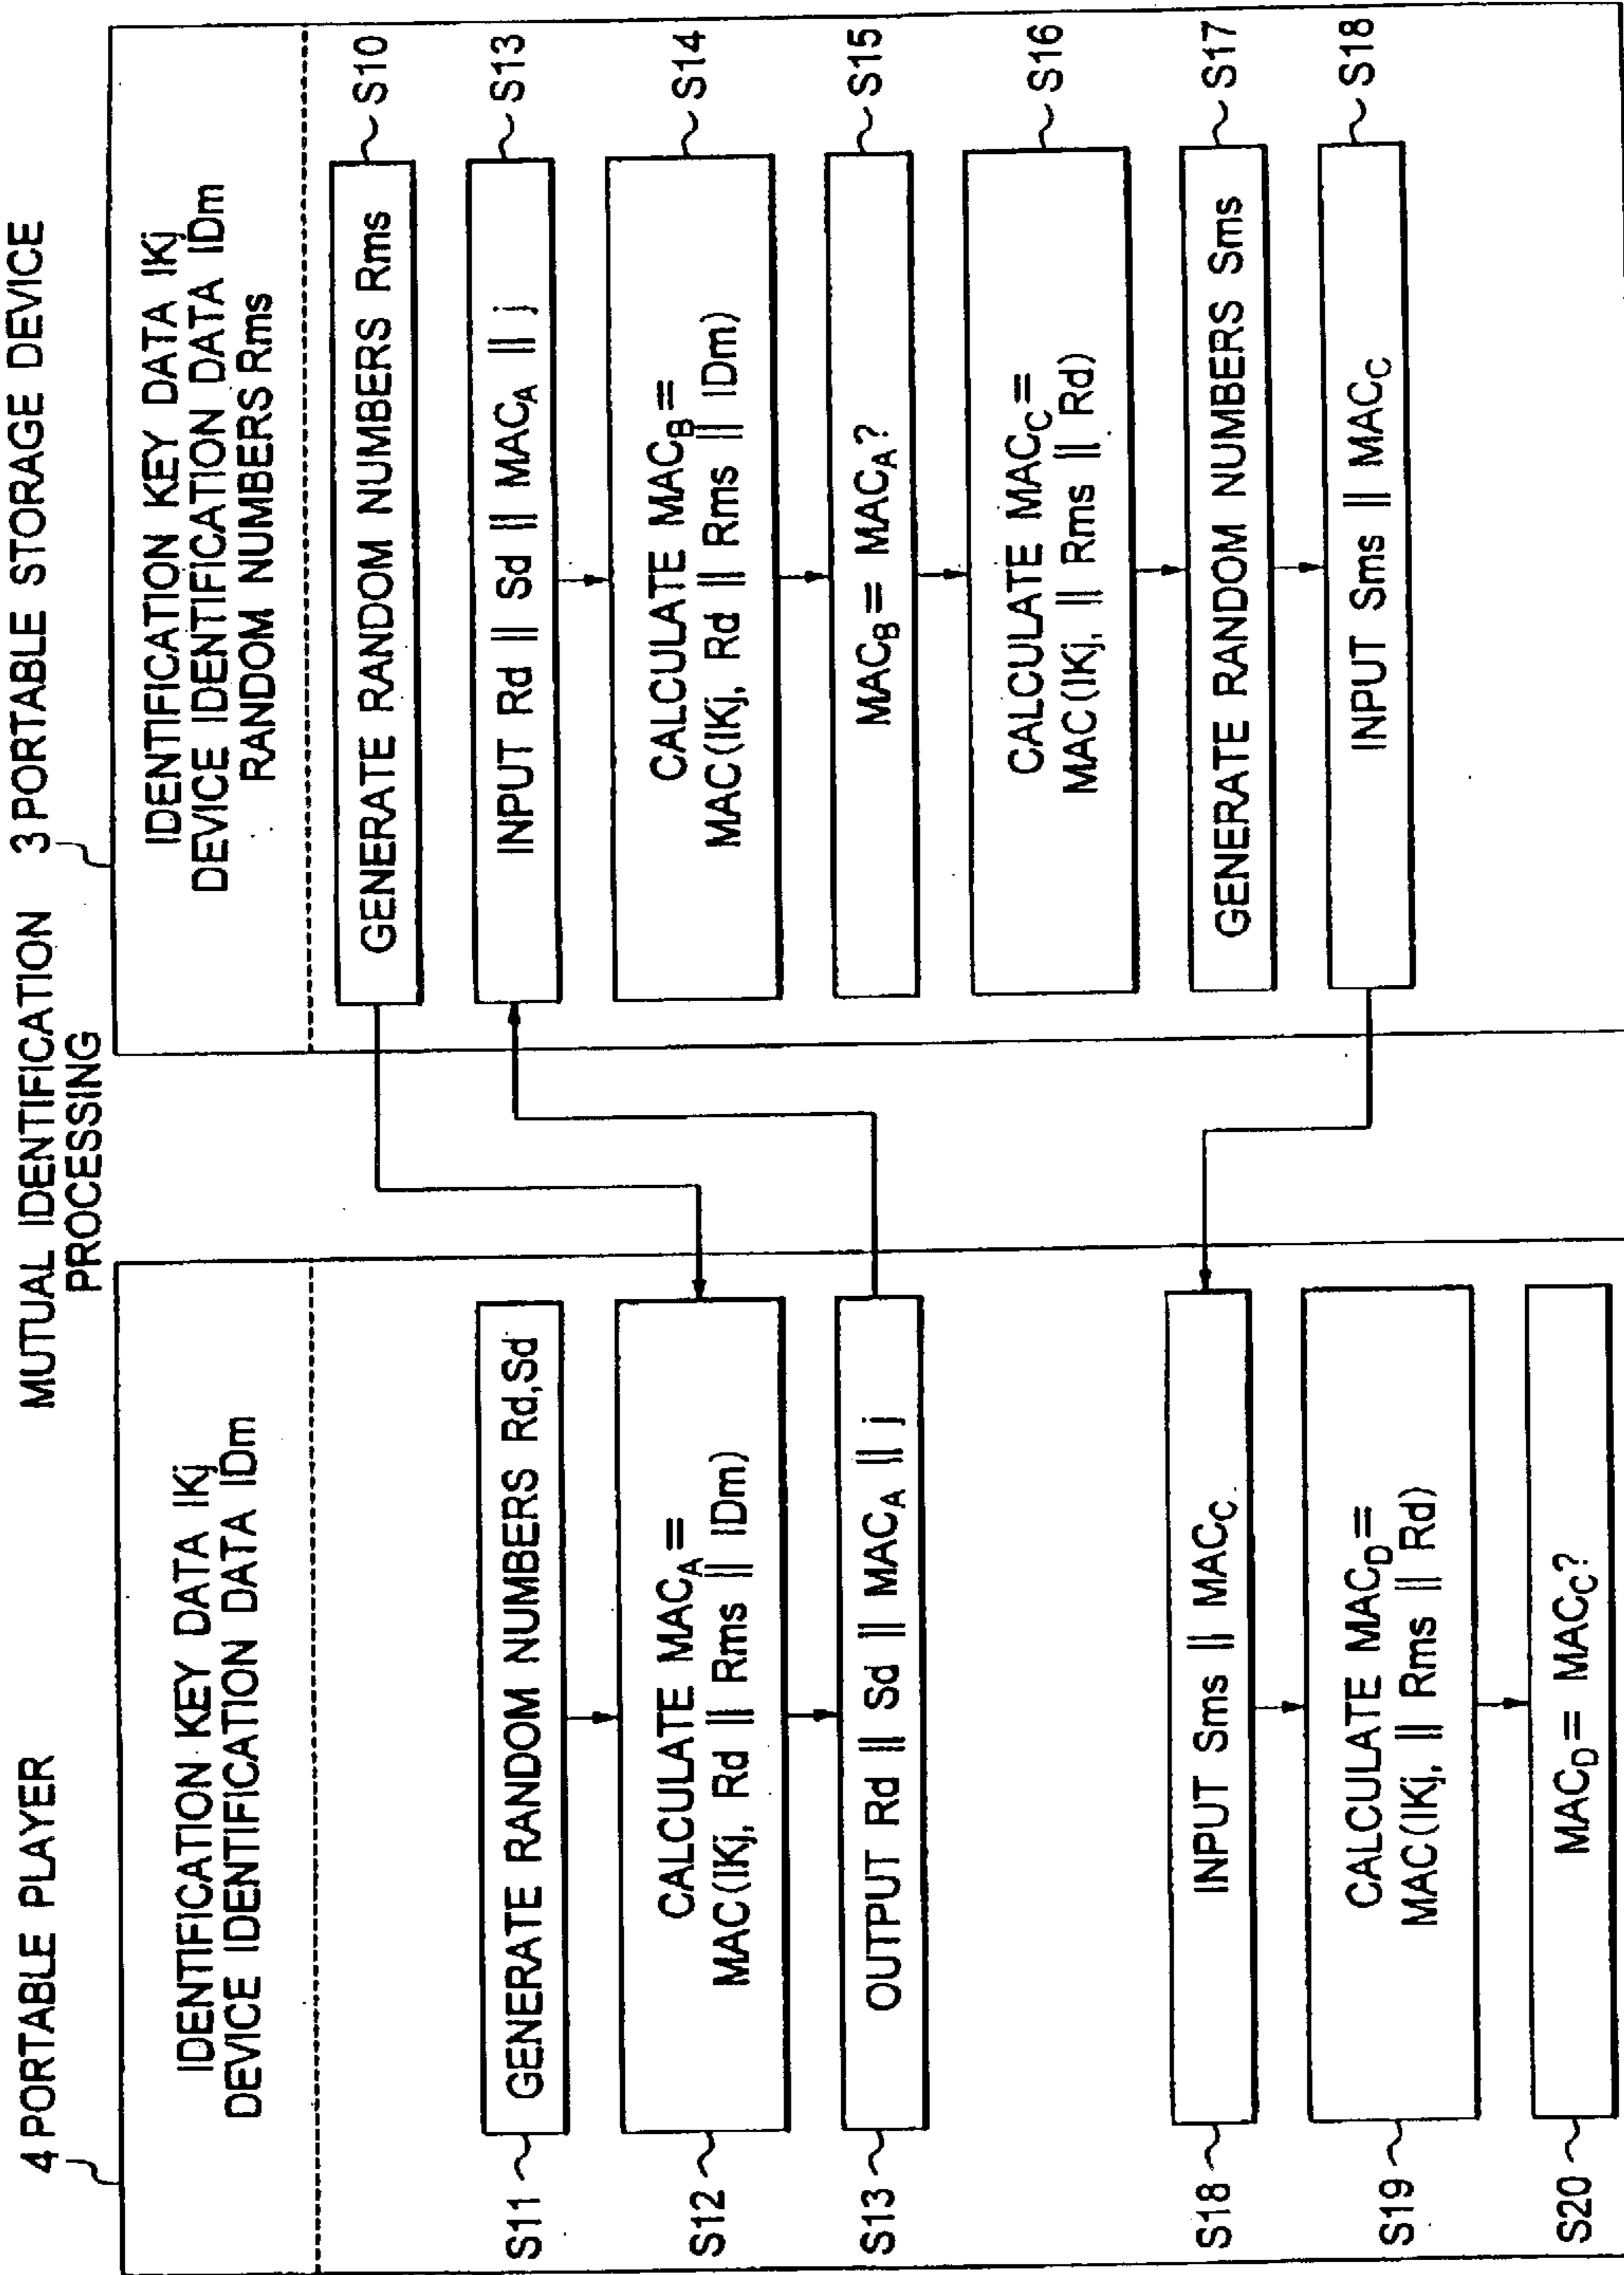 4 PORTABLE PLAYER
MUTUAL IDENTIFICATION
PROCESSING
3 PORTABLE STORAGE DEVICE
IDENTIFICATION KEY DATA IKj
DEVICE IDENTIFICATION DATA IDm
S11
GENERATE RANDOM NUMBERS Rd,Sd
S12
CALCULATE MACA =
MAC(IKj, Rd || Rms || IDm)
S13
OUTPUT Rd || Sd || MACA || j
S18
INPUT Sms || MACC
S19
CALCULATE MACD =
MAC(IKj, || Rms || Rd)
S20
MACD = MACC?
IDENTIFICATION KEY DATA IKj
DEVICE IDENTIFICATION DATA IDm
RANDOM NUMBERS Rms
GENERATE RANDOM NUMBERS Rms
S10
INPUT Rd || Sd || MACA || j
S13
CALCULATE MACB =
MAC(IKj, Rd || Rms || IDm)
S14
MACB = MACA?
S15
CALCULATE MACC =
MAC(IKj, || Rms || Rd)
S16
GENERATE RANDOM NUMBERS Sms
S17
INPUT Sms || MACC
S18